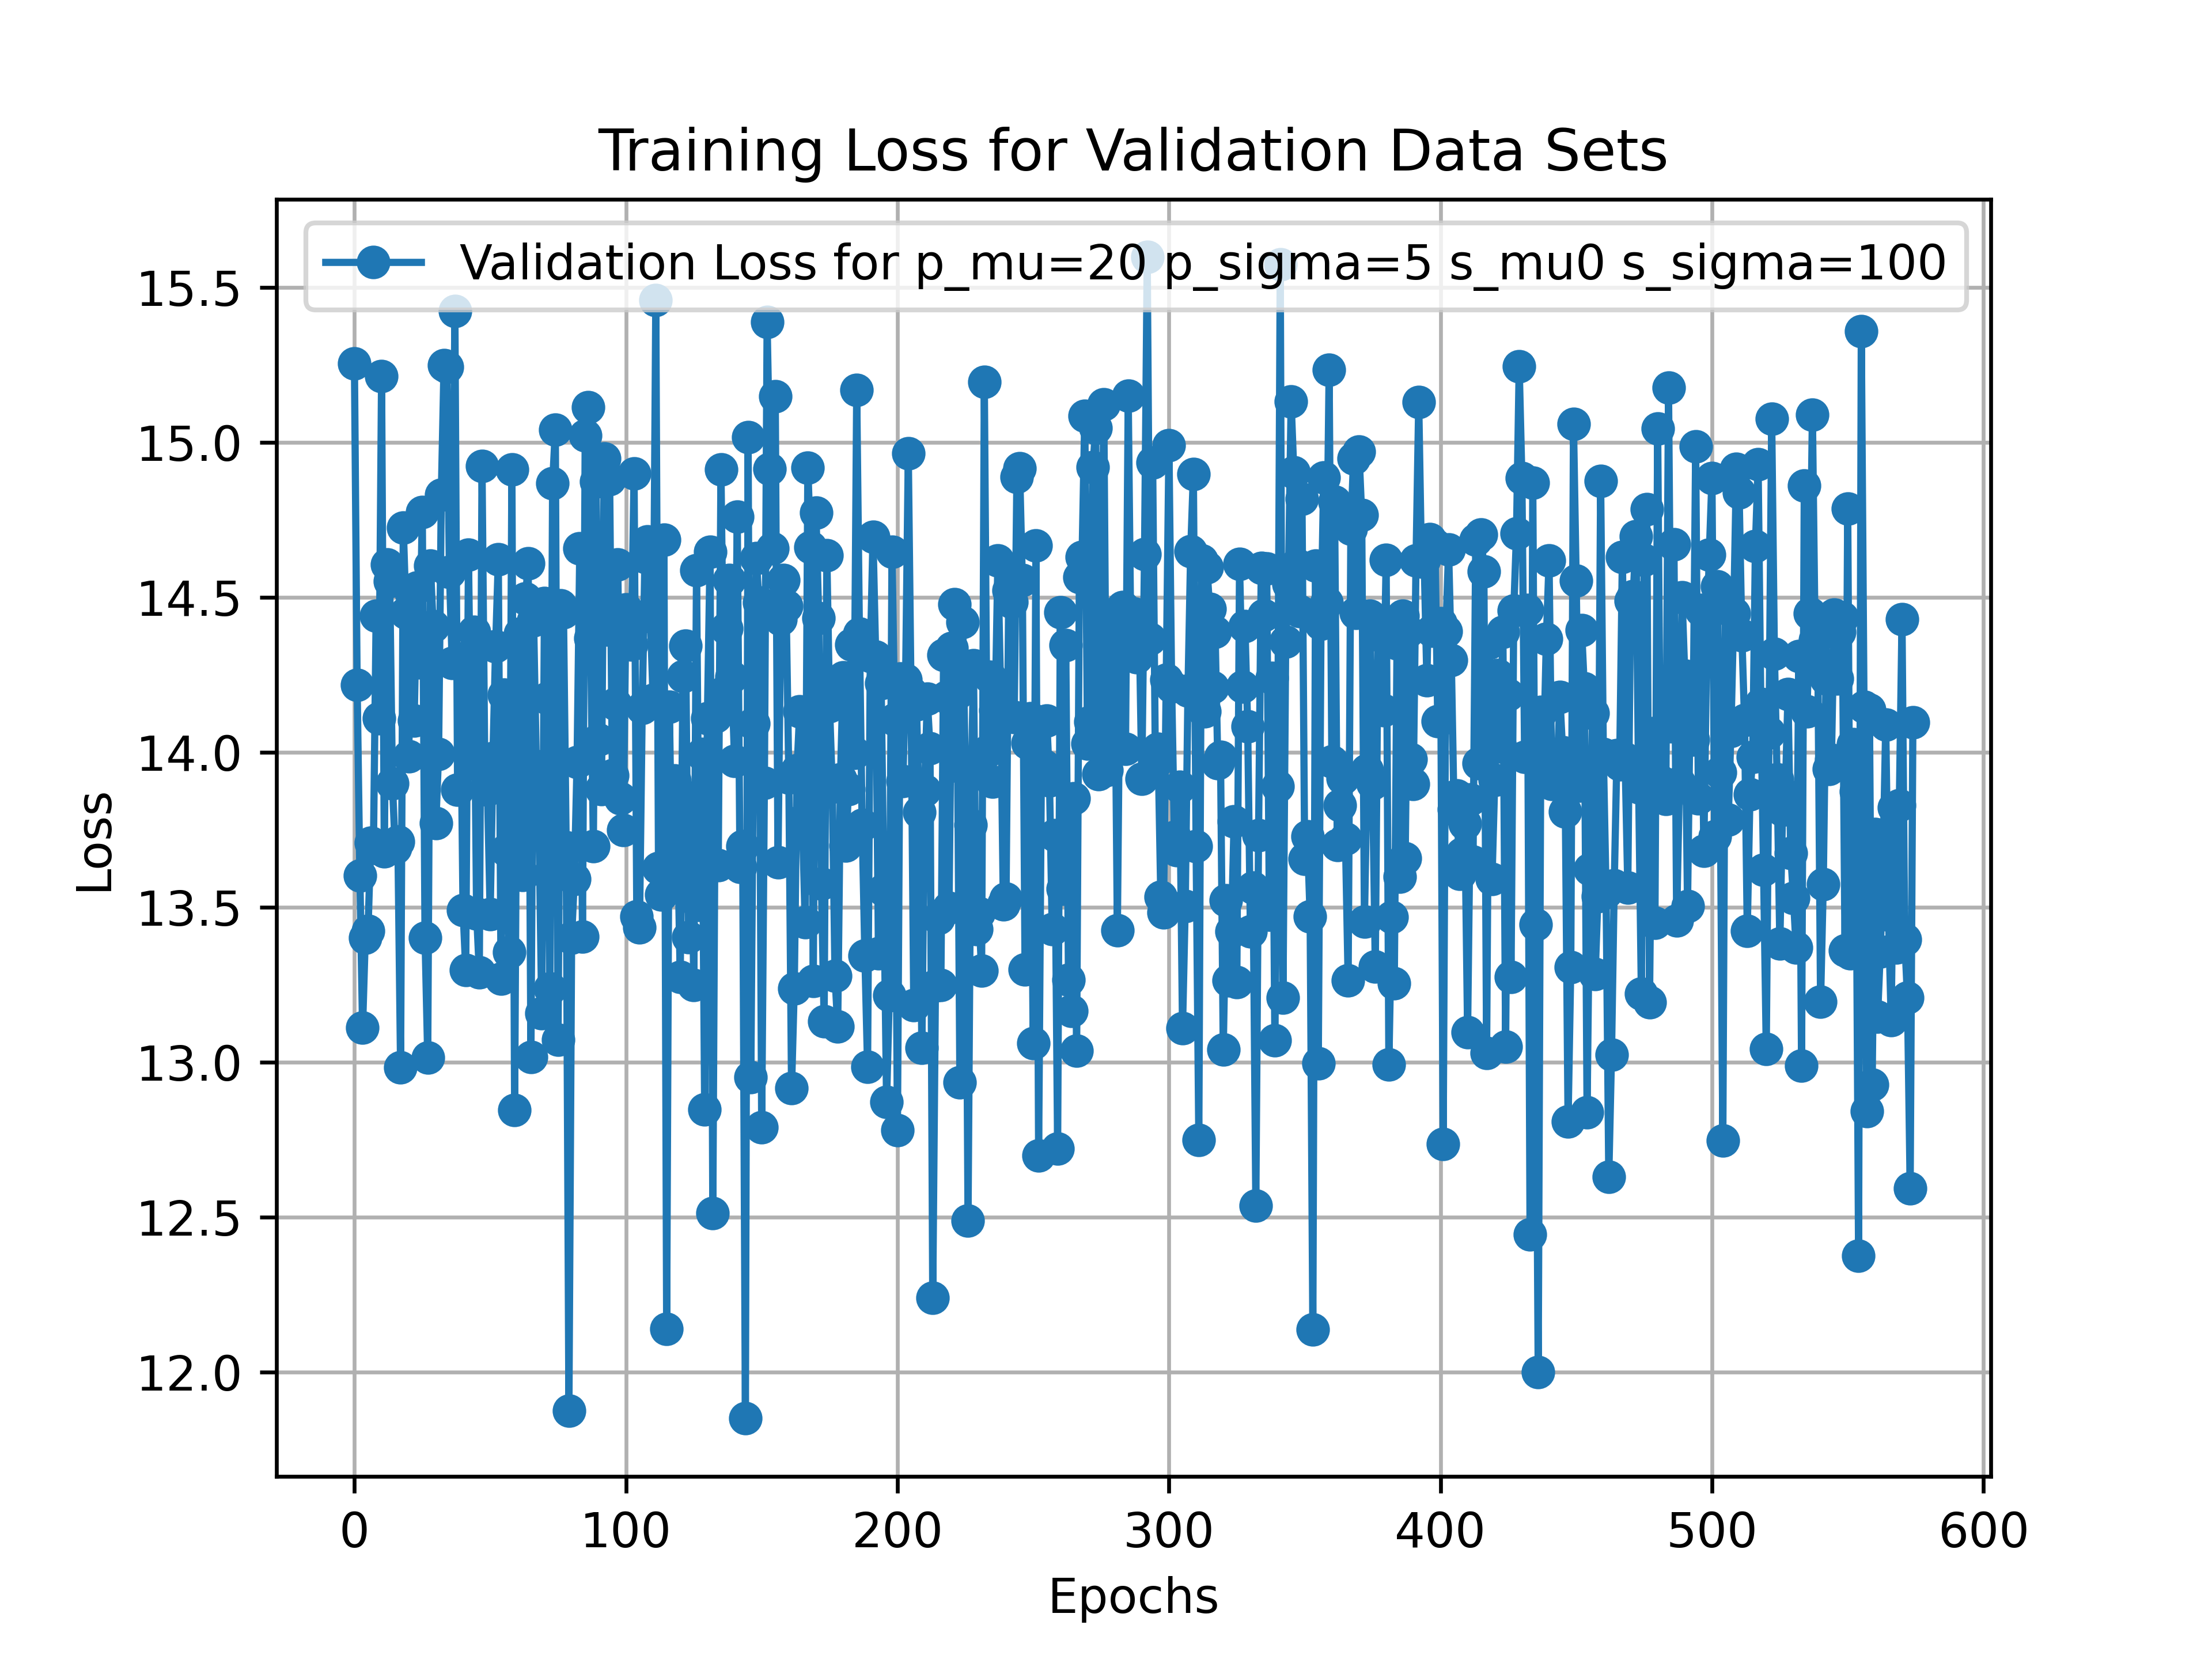 Training Loss for Validation Data Sets
Validation Loss for p_mu=20 p_sigma=5 s_mu0 s_sigma=100
15.5
15.0
14.5
14.0
13.5
13.0
12.5
12.0
Loss
0 100 200 300 400 500 600
Epochs